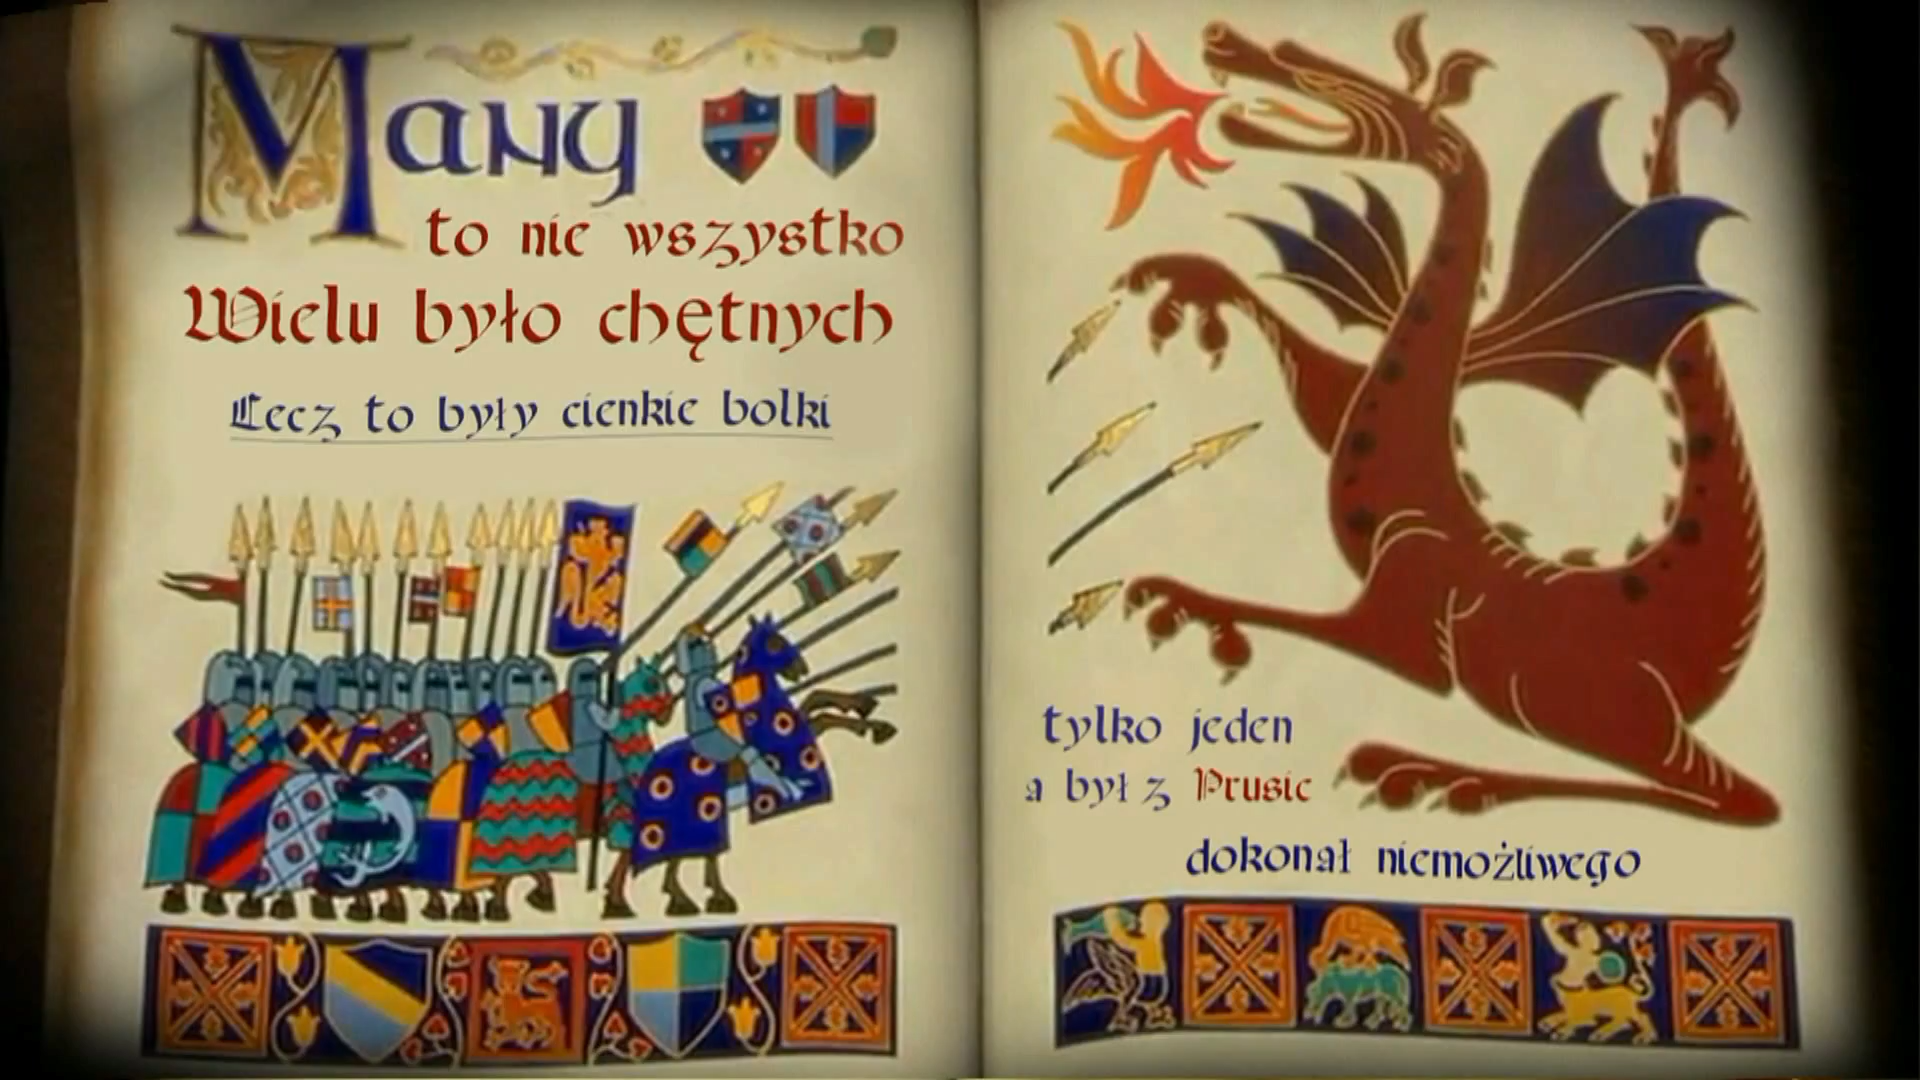 Many
to nie wszystko
Wielu było chętnych
Lecz to były cienkie bolki
tylko jeden
a był z Prusic
dokonał niemożliwego